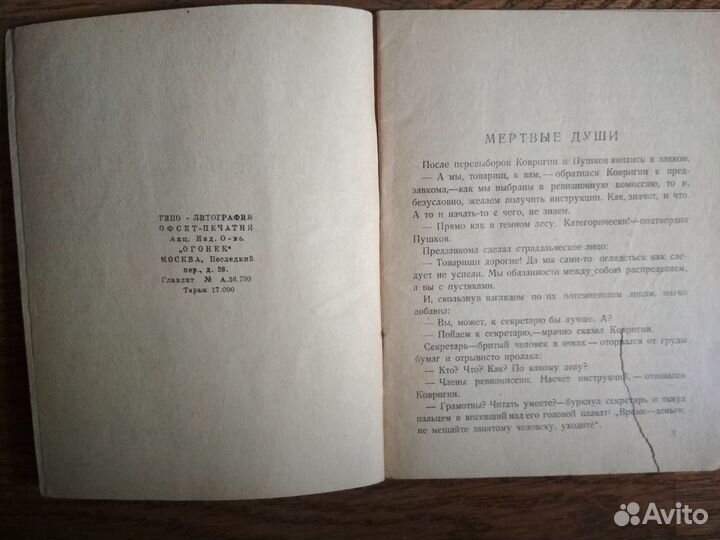 ТИПО - ЛИТОГРАФИЯ
ОФСЕТ-ПЕЧАТНЯ
Акц. Изд. О-ва
„ОГОНЕК“
МОСКВА, Последний
пер., д. 26.
Главлит № А.36.790
Тираж 17.000
МЕРТВЫЕ ДУШИ
После перевыборов Ковригин и Пушков явились в завком.
— А мы, товарищ, к вам, — обратился Ковригин к пред-
завкома,—как мы выбраны в ревизионную комиссию, то и,
безусловно, желаем получить инструкции. Как, значит, и что.
А то и начать-то с чего, не знаем.
— Прямо как в темном лесу. Категорически!—подтвердил
Пушков.
Предзавкома сделал страдальческое лицо:
— Товарищи дорогие! Да мы сами-то оглядеться как сле-
дует не успели. Мы обязанности между собою распределяем,
а вы с пустяками.
И, скользнув взглядом по их потемневшим лицам, мягко
добавил:
— Вы, может, к секретарю бы лучше. А?
— Пойдем к секретарю,—мрачно сказал Ковригин.
Секретарь—бритый человек в очках — оторвался от груды
бумаг и отрывисто пролаял:
— Кто? Что? Как? По какому делу?
— Члены ревкомиссии. Насчет инструкций, — отозвался
Ковригин.
— Грамотны? Читать умеете?—буркнул секретарь и ткнул
пальцем в висевший над его головой плакат: „Время—деньги,
не мешайте занятому человеку, уходите“.
3
Avito